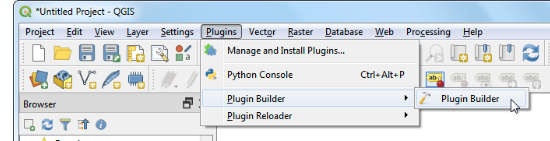 *Untitled Project - QGIS
Project Edit View Layer Settings Plugins Vector Raster Database Web Processing Help
Manage and Install Plugins...
Python Console Ctrl+Alt+P
Plugin Builder
Plugin Builder
Plugin Reloader
Browser